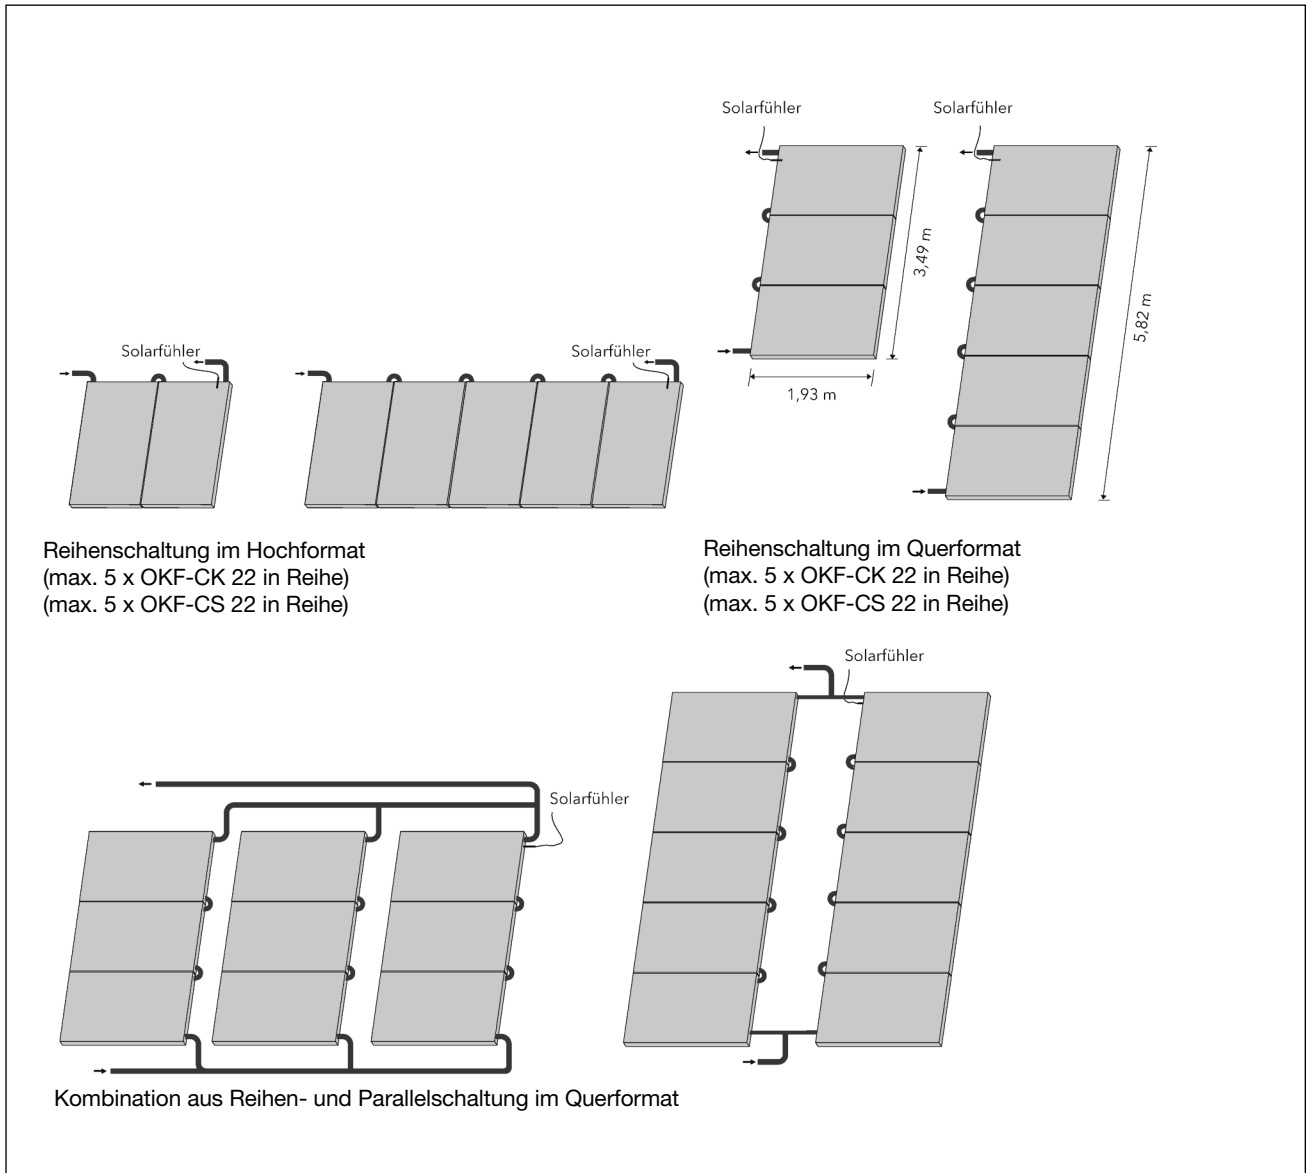 Solarfühler
Solarfühler
3,49 m
5,82 m
1,93 m
Solarfühler
Solarfühler
Reihenschaltung im Hochformat
(max. 5 x OKF-CK 22 in Reihe)
(max. 5 x OKF-CS 22 in Reihe)
Reihenschaltung im Querformat
(max. 5 x OKF-CK 22 in Reihe)
(max. 5 x OKF-CS 22 in Reihe)
Solarfühler
Solarfühler
Kombination aus Reihen- und Parallelschaltung im Querformat